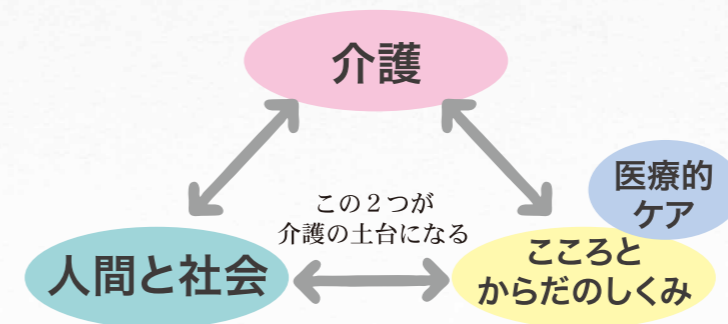 介護
医療的
ケア
この２つが
介護の土台になる
人間と社会
こころと
からだのしくみ